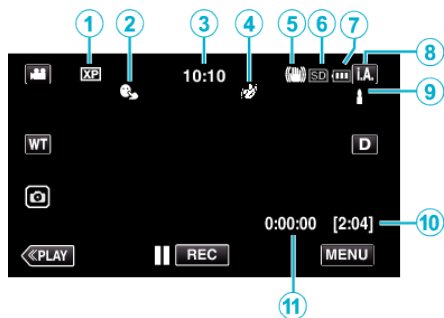 1 2 3 4 5 6 7
XP 10:10 SD i.A. 8
9
WT D
0:00:00 [2:04] 10
≪PLAY REC MENU
11